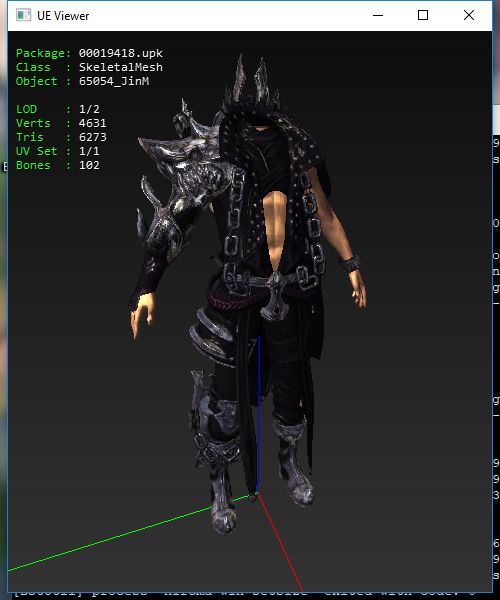 UE Viewer
Package: 00019418.upk
Class : SkeletalMesh
Object : 65054_JinM
LOD : 1/2
Verts : 4631
Tris : 6273
UV Set : 1/1
Bones : 102